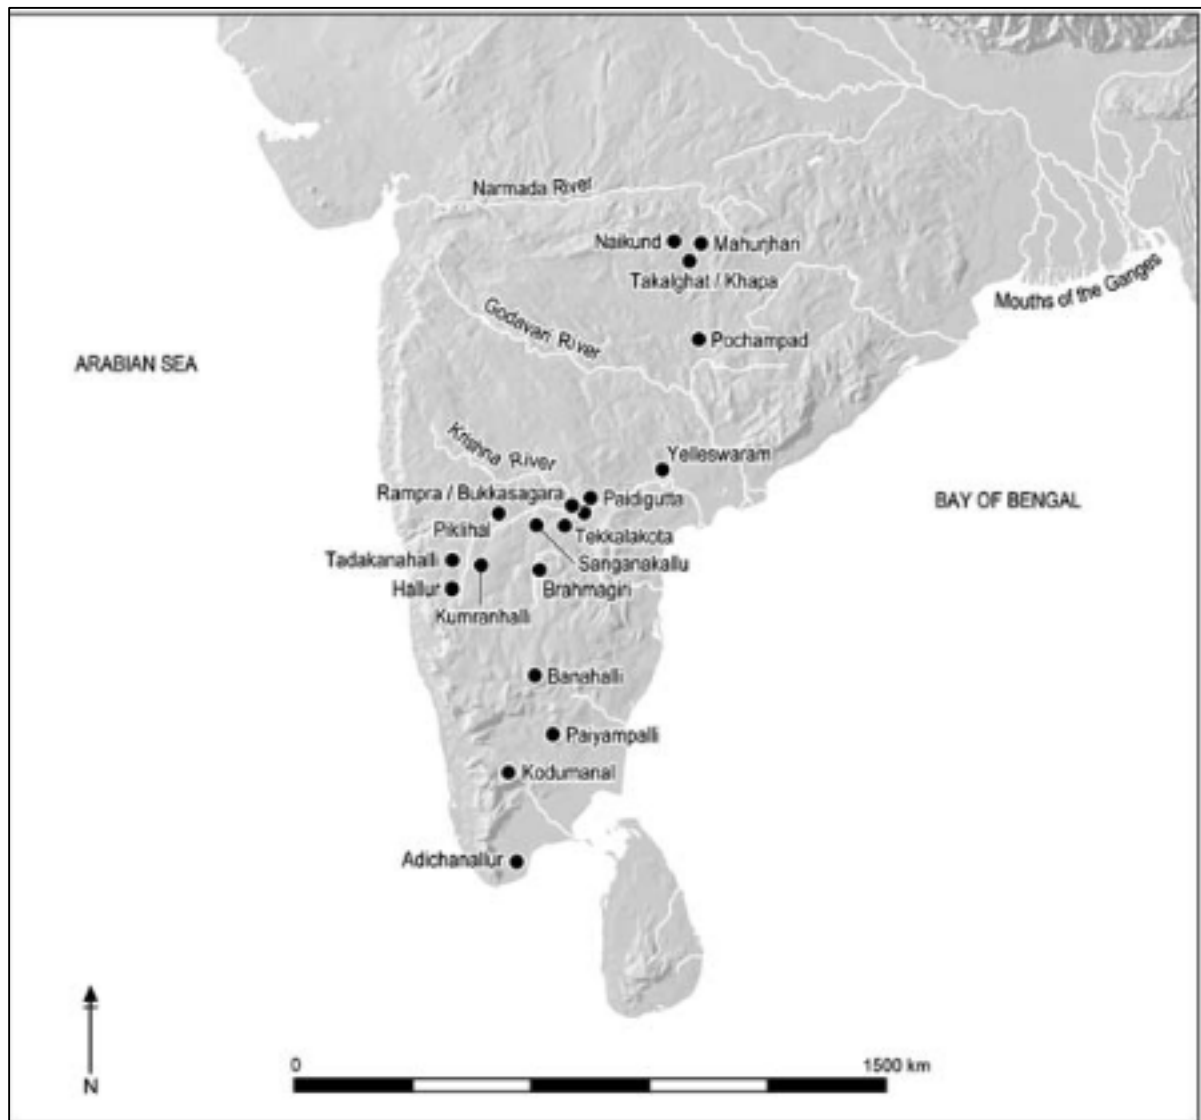 Narmada River
Naikund
Mahurjhari
Takalghat / Khapa
Mouths of the Ganges
Godavari River
Pochampad
ARABIAN SEA
Krishna River
Yelleswaram
Rampra / Bukkasagara
Paidigutta
BAY OF BENGAL
Piklihal
Tekkalakota
Tadakanahalli
Sanganakallu
Hallur
Brahmagiri
Kumranhalli
Banahalli
Paiyampalli
Kodumanal
Adichanallur
N
0
1500 km